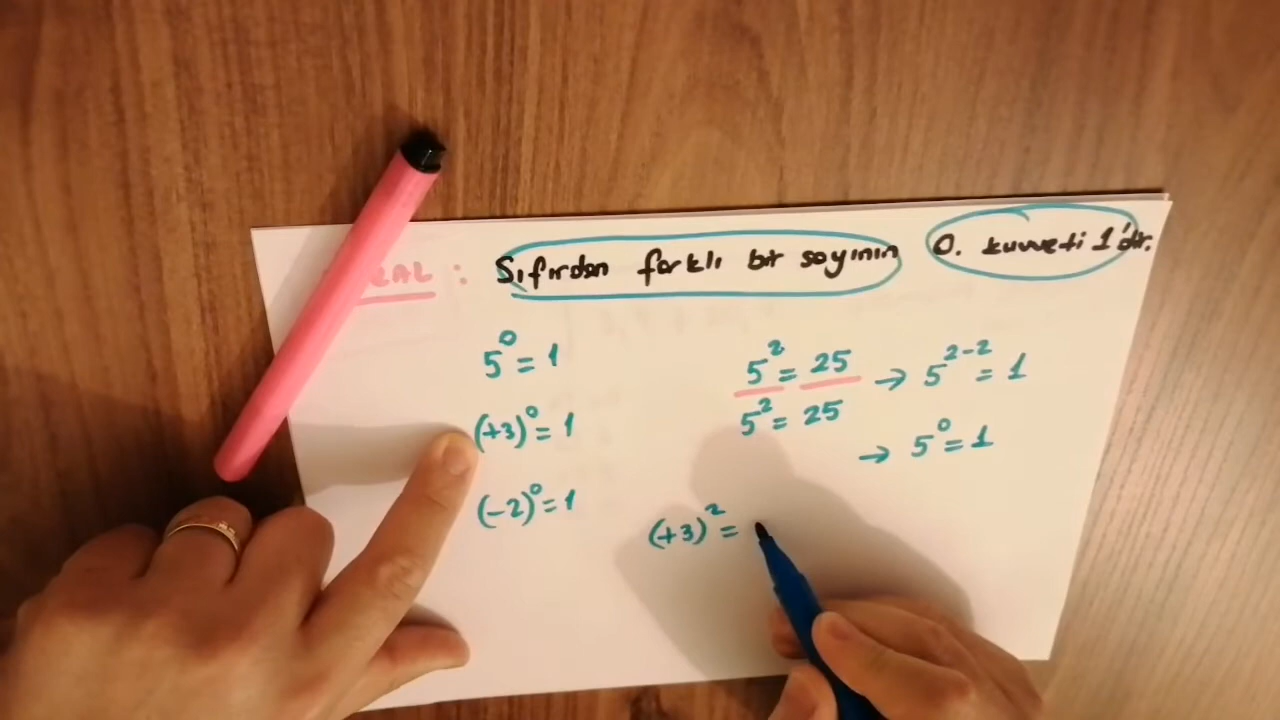 : Sıfırdan farklı bir sayının 0. kuvveti 1'dir.
5⁰ = 1
(+3)⁰ = 1
(-2)⁰ = 1
5² = 25 → 5²⁻² = 1
5² = 25
→ 5⁰ = 1
(+3)² =